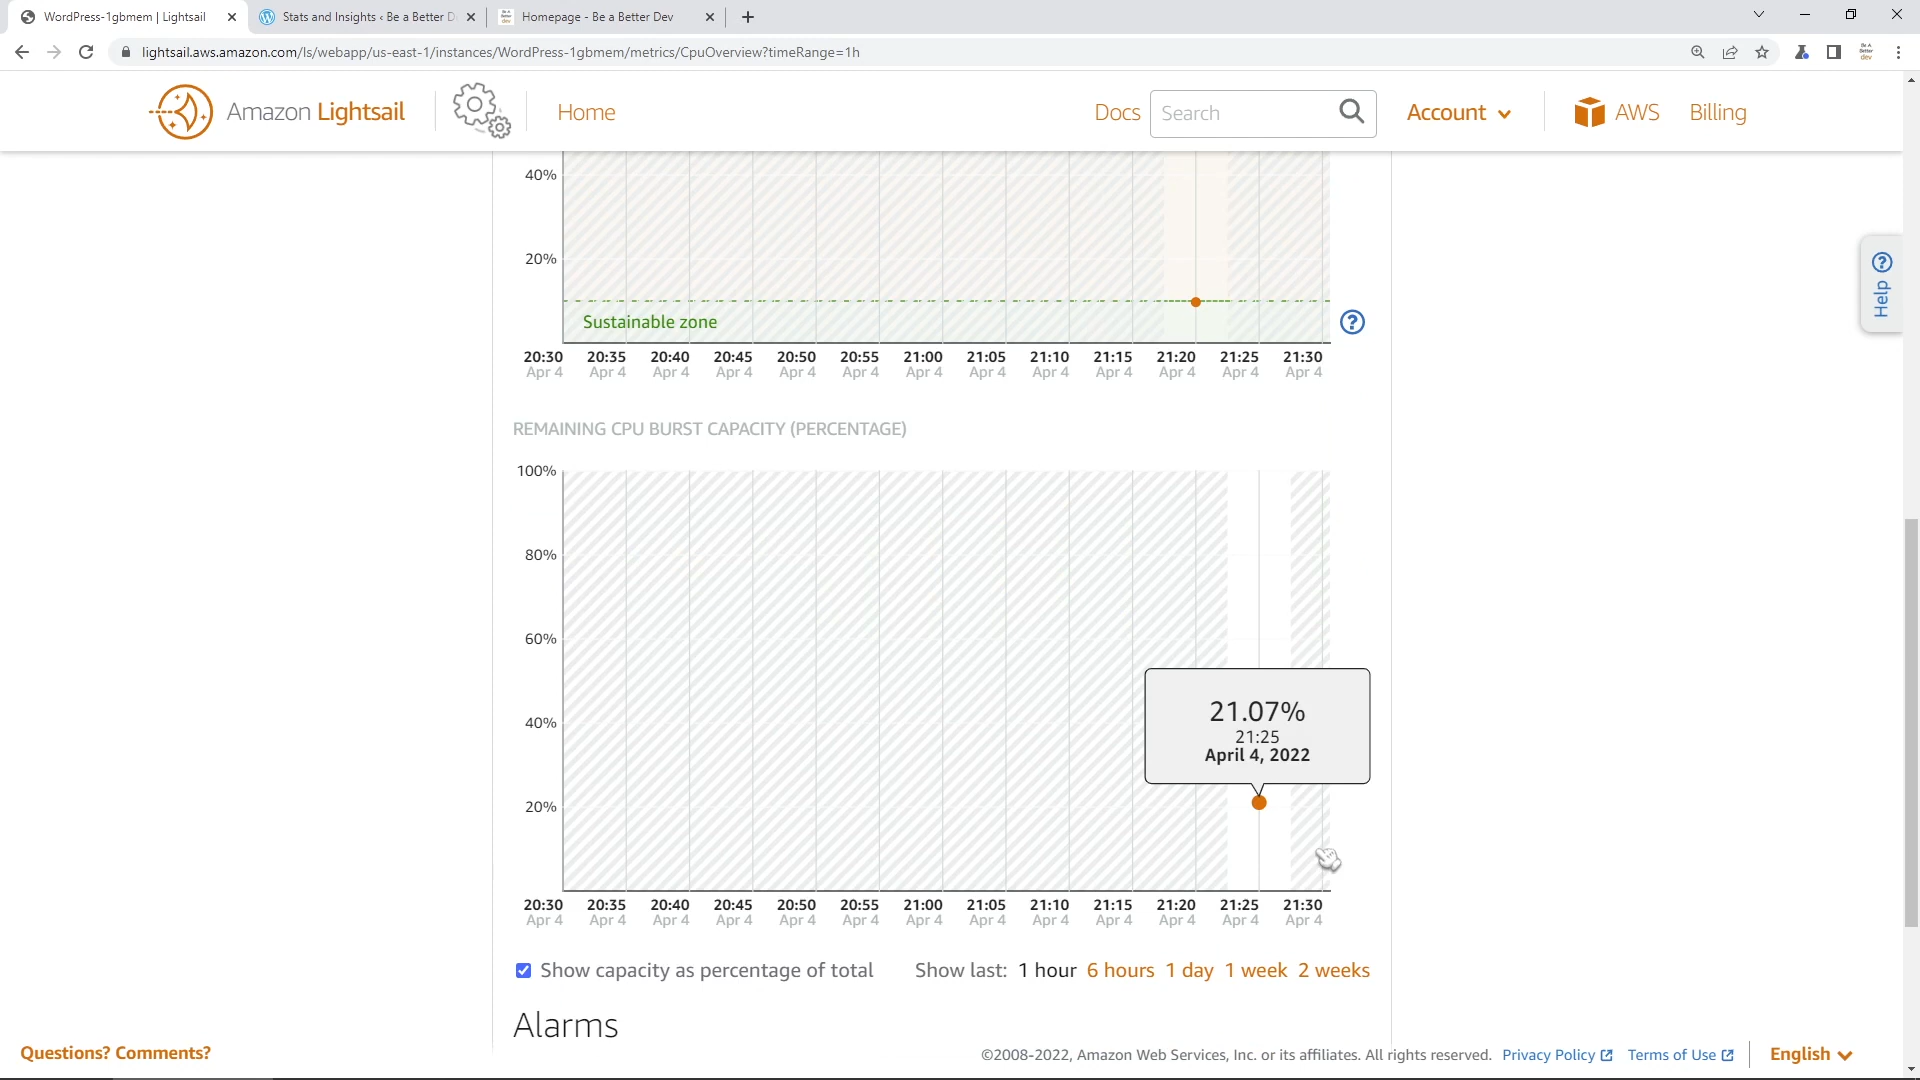 WordPress-1gbmem | Lightsail
Stats and Insights ‹ Be a Better D
Homepage - Be a Better Dev
lightsail.aws.amazon.com/ls/webapp/us-east-1/instances/WordPress-1gbmem/metrics/CpuOverview?timeRange=1h
Amazon Lightsail
Home
Docs
Search
Account
AWS
Billing
Help
40%
20%
Sustainable zone
20:30 20:35 20:40 20:45 20:50 20:55 21:00 21:05 21:10 21:15 21:20 21:25 21:30
Apr 4 Apr 4 Apr 4 Apr 4 Apr 4 Apr 4 Apr 4 Apr 4 Apr 4 Apr 4 Apr 4 Apr 4 Apr 4
REMAINING CPU BURST CAPACITY (PERCENTAGE)
100%
80%
60%
40%
20%
21.07%
21:25
April 4, 2022
20:30 20:35 20:40 20:45 20:50 20:55 21:00 21:05 21:10 21:15 21:20 21:25 21:30
Apr 4 Apr 4 Apr 4 Apr 4 Apr 4 Apr 4 Apr 4 Apr 4 Apr 4 Apr 4 Apr 4 Apr 4 Apr 4
Show capacity as percentage of total
Show last: 1 hour 6 hours 1 day 1 week 2 weeks
Alarms
Questions? Comments?
©2008-2022, Amazon Web Services, Inc. or its affiliates. All rights reserved. Privacy Policy Terms of Use
English